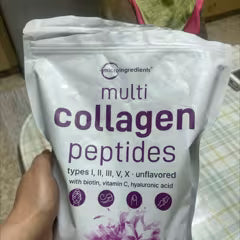 microingredients
multi
collagen
peptides
types I, II, III, V, X · unflavored
with biotin, vitamin C, hyaluronic acid